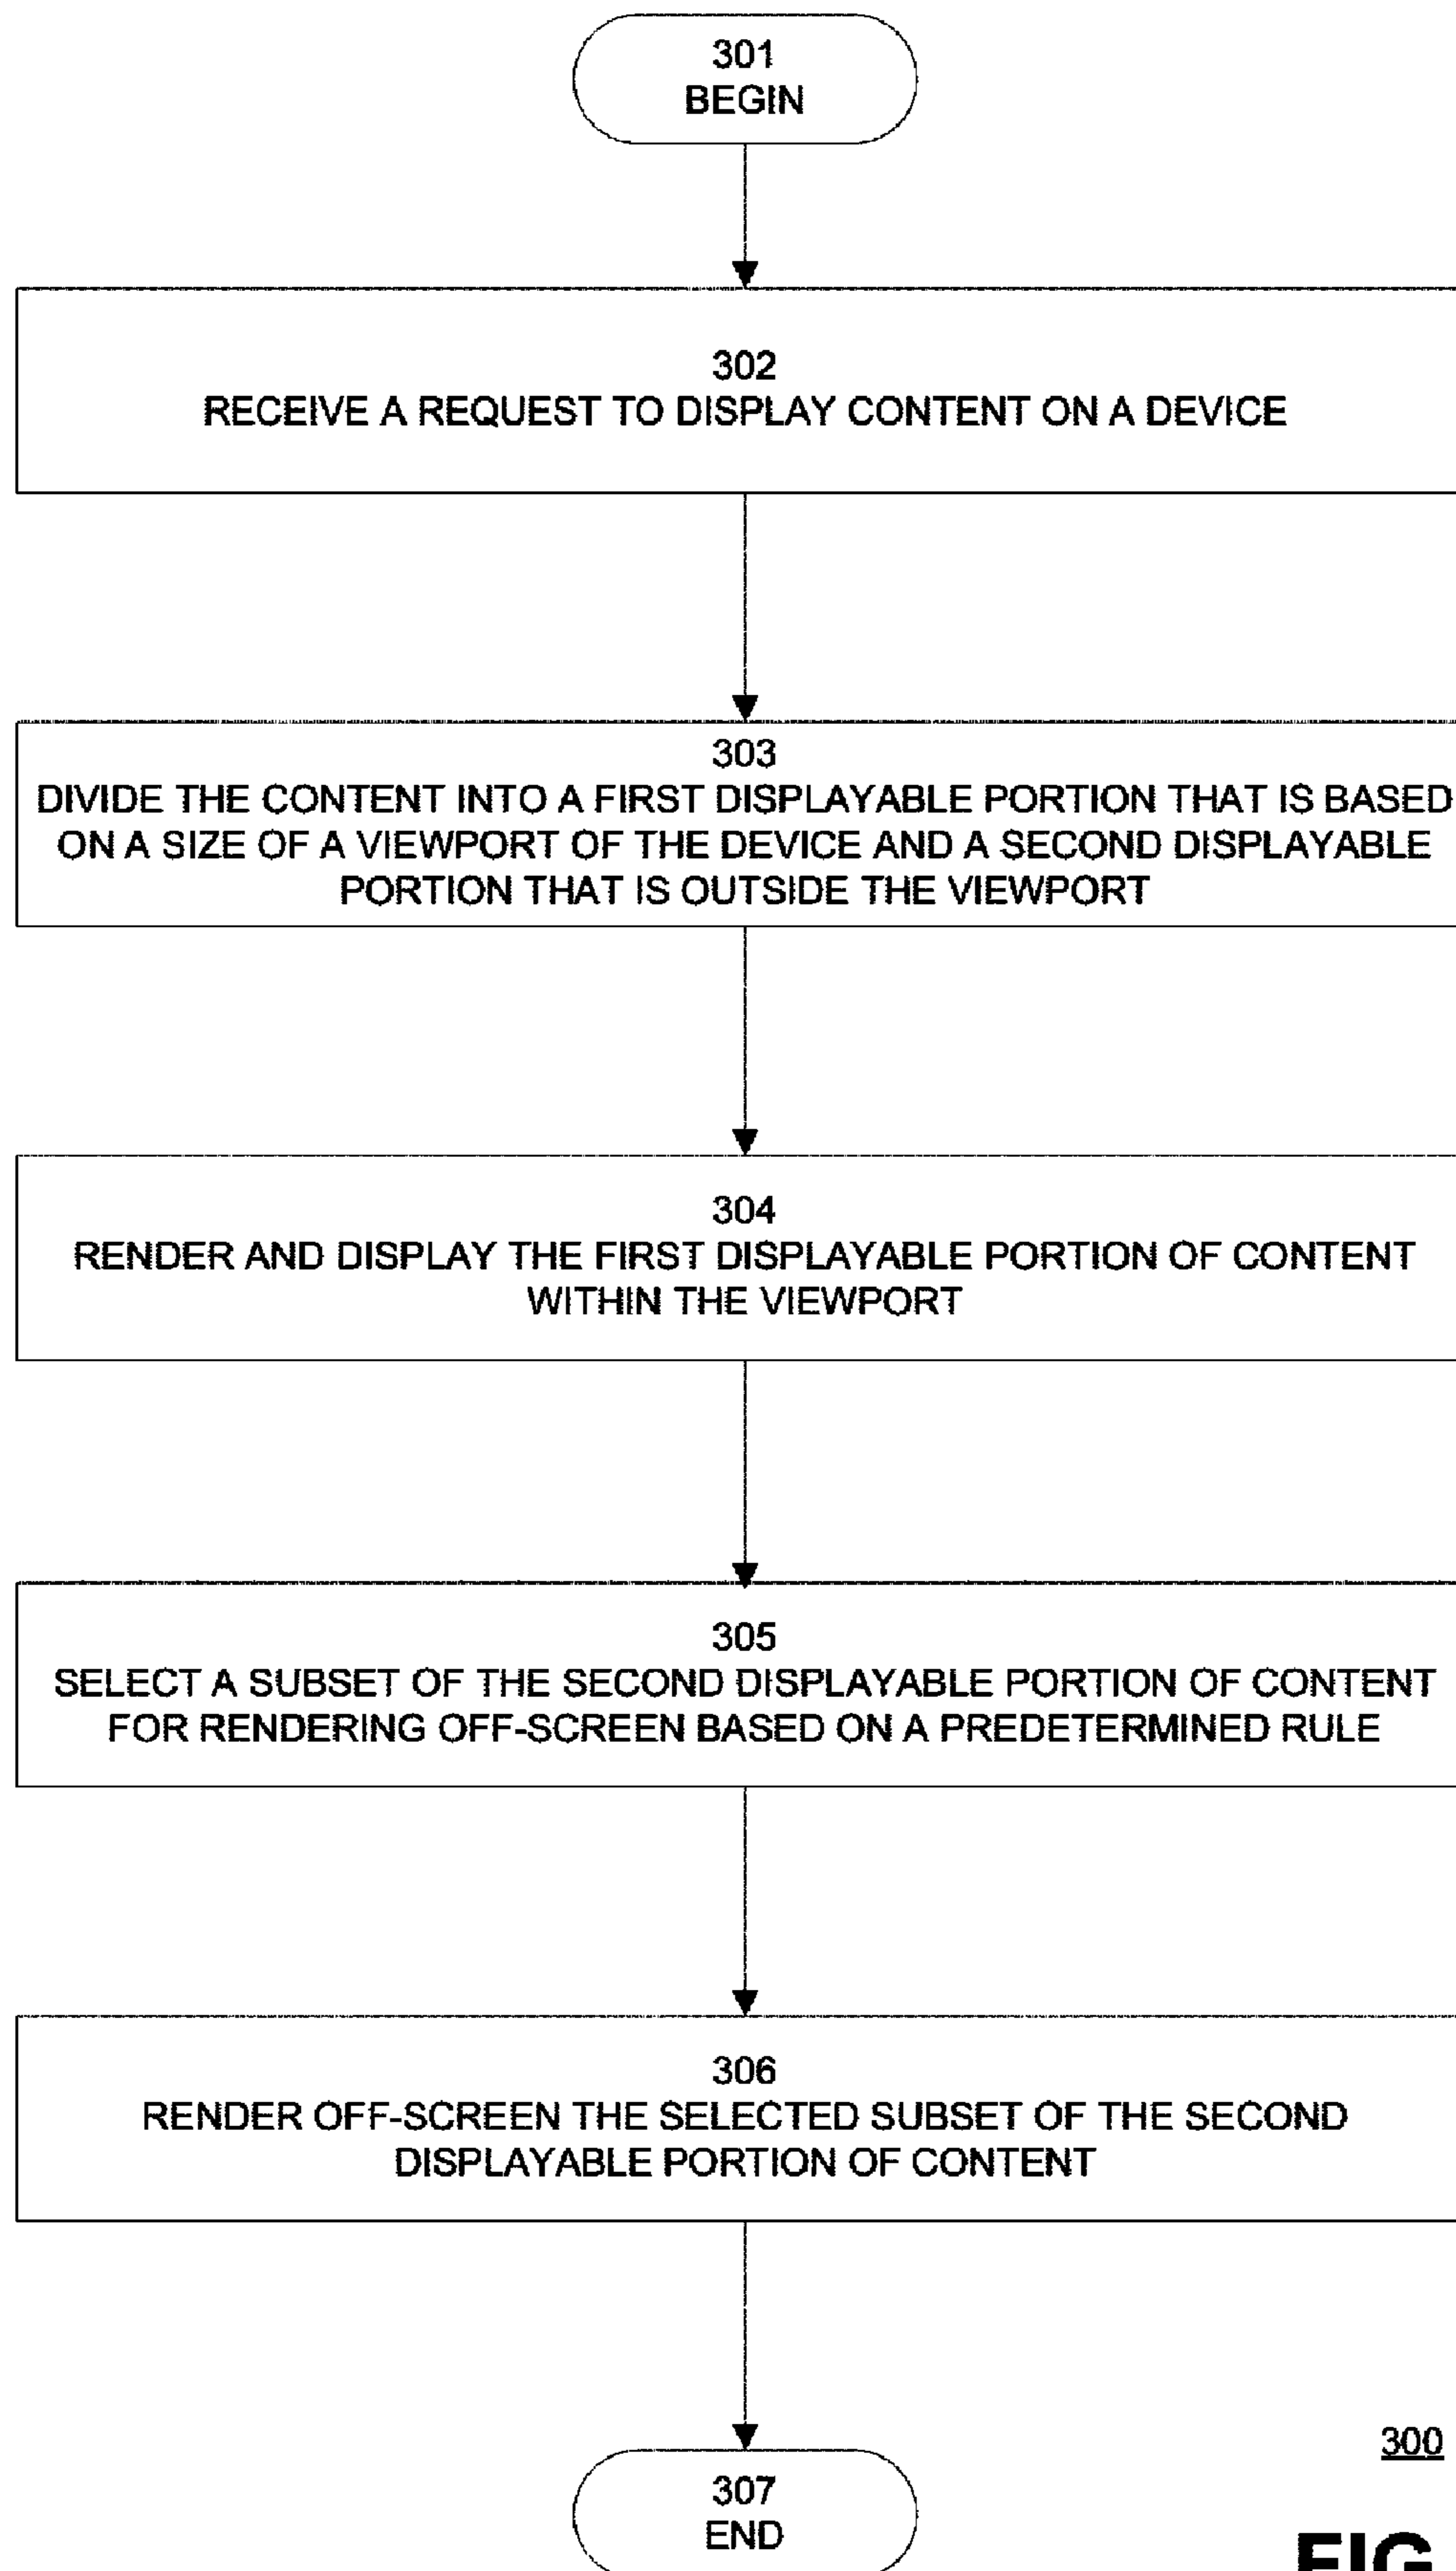 301
BEGIN
302
RECEIVE A REQUEST TO DISPLAY CONTENT ON A DEVICE
303
DIVIDE THE CONTENT INTO A FIRST DISPLAYABLE PORTION THAT IS BASED
ON A SIZE OF A VIEWPORT OF THE DEVICE AND A SECOND DISPLAYABLE
PORTION THAT IS OUTSIDE THE VIEWPORT
304
RENDER AND DISPLAY THE FIRST DISPLAYABLE PORTION OF CONTENT
WITHIN THE VIEWPORT
305
SELECT A SUBSET OF THE SECOND DISPLAYABLE PORTION OF CONTENT
FOR RENDERING OFF-SCREEN BASED ON A PREDETERMINED RULE
306
RENDER OFF-SCREEN THE SELECTED SUBSET OF THE SECOND
DISPLAYABLE PORTION OF CONTENT
307
END
300
FIG